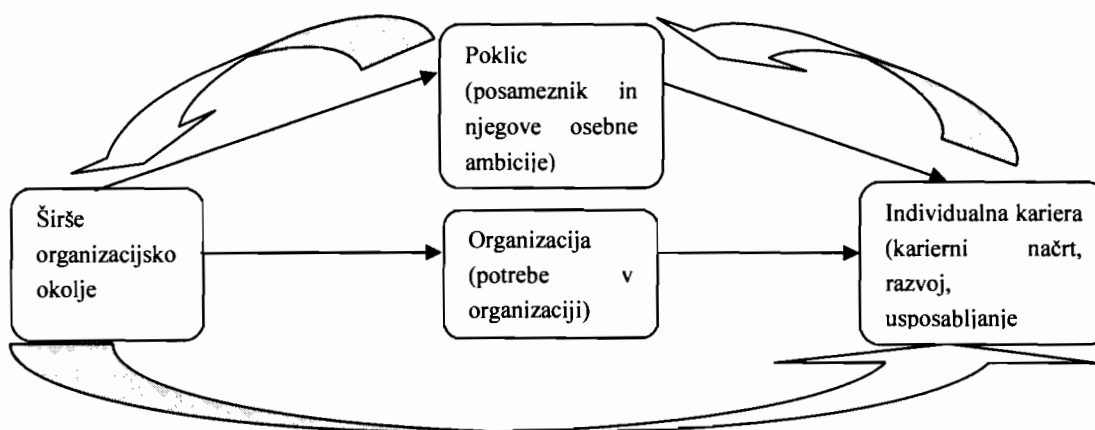 Poklic
(posameznik in
njegove osebne
ambicije)
Širše
organizacijsko
okolje
Organizacija
(potrebe v
organizaciji)
Individualna kariera
(karierni načrt,
razvoj,
usposabljanje